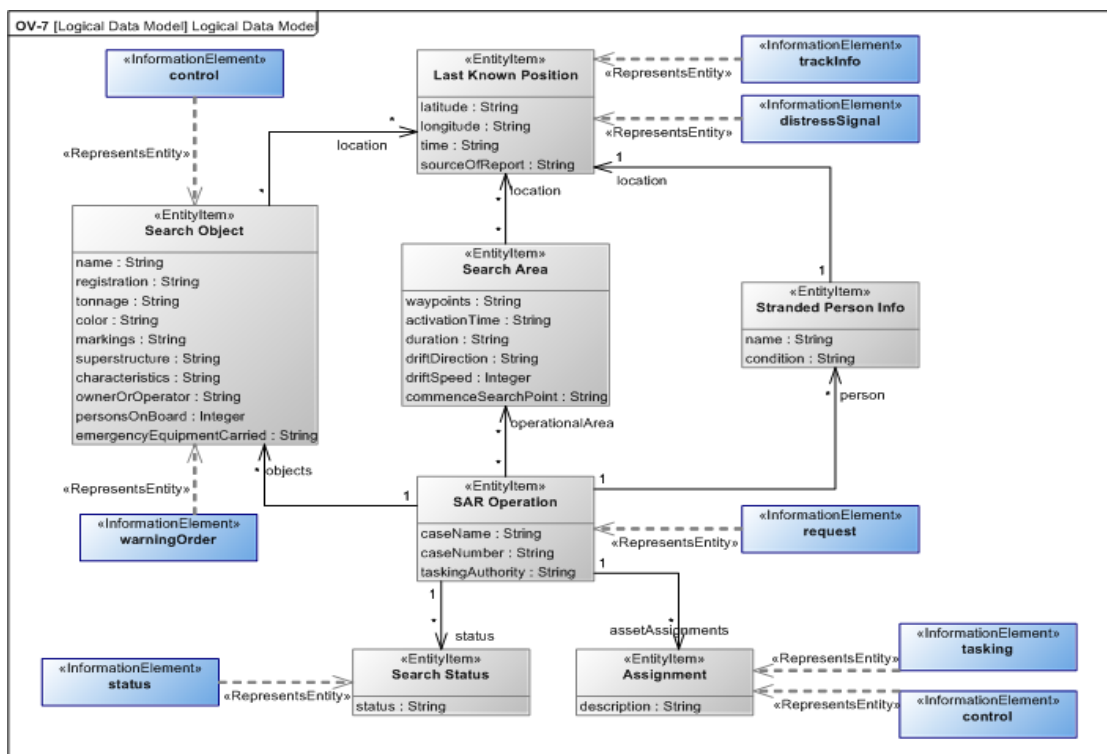 OV-7 [Logical Data Model] Logical Data Model
«InformationElement»
control
«RepresentsEntity»
«EntityItem»
Last Known Position
latitude : String
longitude : String
time : String
sourceOfReport : String
«InformationElement»
trackInfo
«RepresentsEntity»
«InformationElement»
distressSignal
«RepresentsEntity»
*
location
*
1
location
1
location
*
*
«EntityItem»
Search Object
name : String
registration : String
tonnage : String
color : String
markings : String
superstructure : String
characteristics : String
ownerOrOperator : String
personsOnBoard : Integer
emergencyEquipmentCarried : String
«EntityItem»
Search Area
waypoints : String
activationTime : String
duration : String
driftDirection : String
driftSpeed : Integer
commenceSearchPoint : String
«EntityItem»
Stranded Person Info
name : String
condition : String
* person
operationalArea
*
*
* objects
1
1
«RepresentsEntity»
«InformationElement»
warningOrder
«EntityItem»
SAR Operation
caseName : String
caseNumber : String
taskingAuthority : String
«InformationElement»
request
«RepresentsEntity»
1
*
status
1
*
assetAssignments
«InformationElement»
status
«RepresentsEntity»
«EntityItem»
Search Status
status : String
«EntityItem»
Assignment
description : String
«InformationElement»
tasking
«RepresentsEntity»
«InformationElement»
control
«RepresentsEntity»